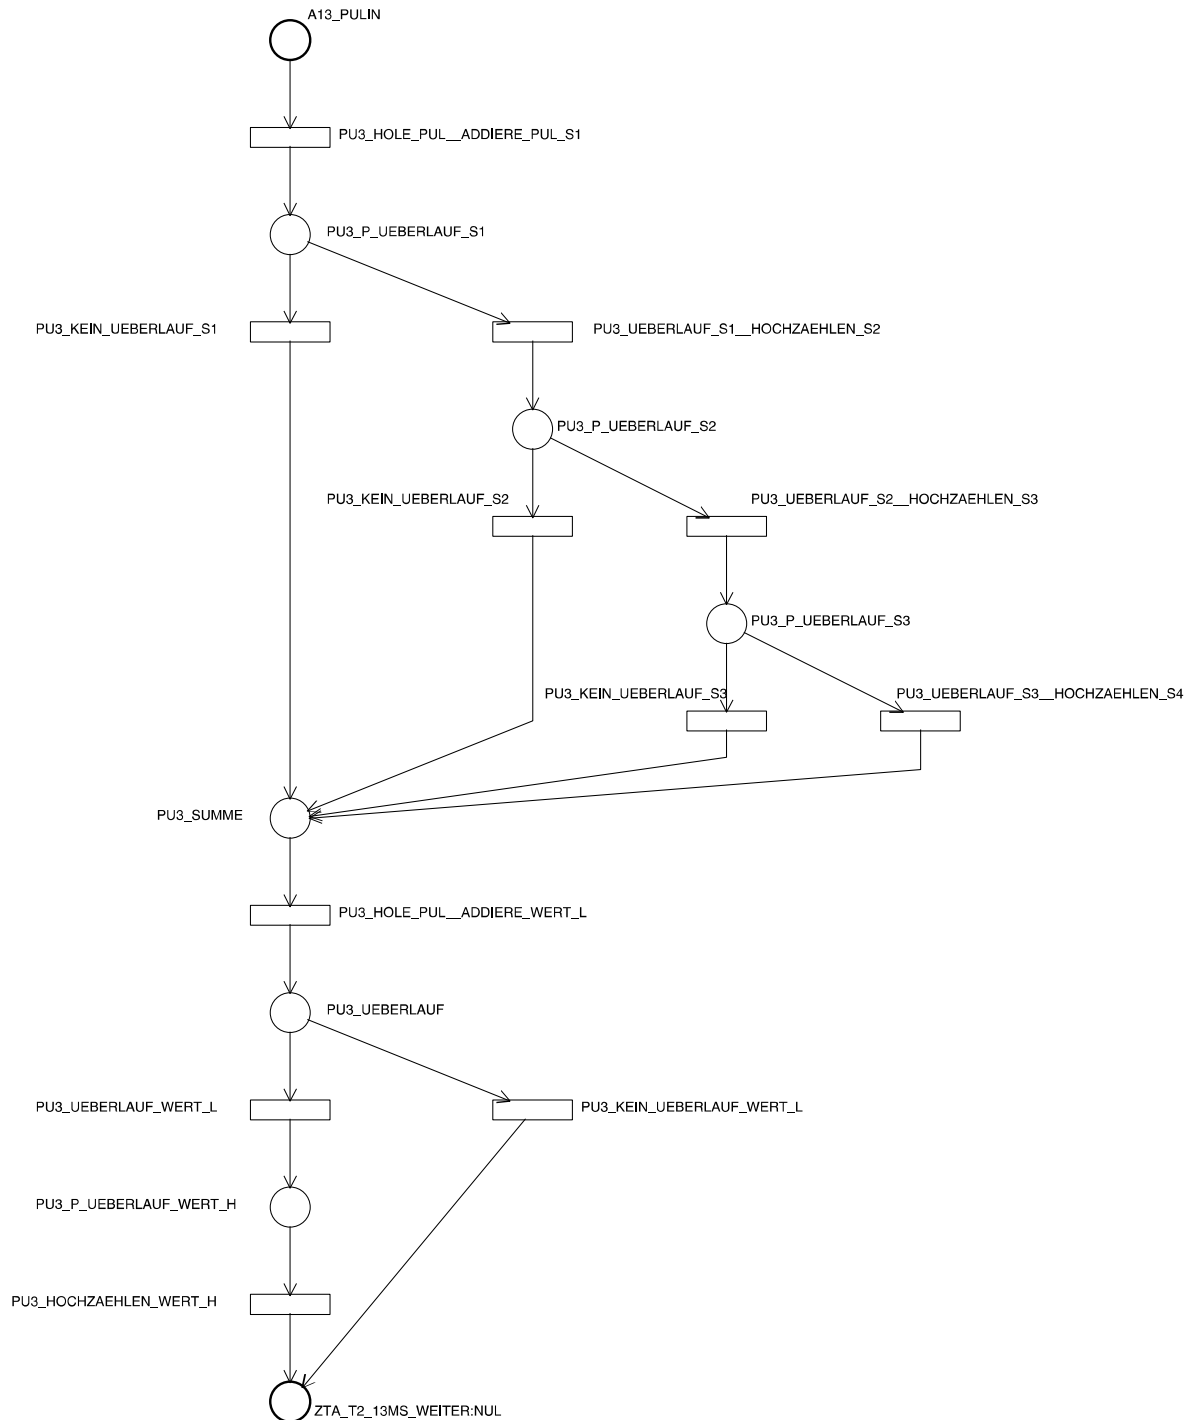 A13_PULIN
PU3_HOLE_PUL__ADDIERE_PUL_S1
PU3_P_UEBERLAUF_S1
PU3_KEIN_UEBERLAUF_S1
PU3_UEBERLAUF_S1__HOCHZAEHLEN_S2
PU3_P_UEBERLAUF_S2
PU3_KEIN_UEBERLAUF_S2
PU3_UEBERLAUF_S2__HOCHZAEHLEN_S3
PU3_P_UEBERLAUF_S3
PU3_KEIN_UEBERLAUF_S3
PU3_UEBERLAUF_S3__HOCHZAEHLEN_S4
PU3_SUMME
PU3_HOLE_PUL__ADDIERE_WERT_L
PU3_UEBERLAUF
PU3_UEBERLAUF_WERT_L
PU3_KEIN_UEBERLAUF_WERT_L
PU3_P_UEBERLAUF_WERT_H
PU3_HOCHZAEHLEN_WERT_H
ZTA_T2_13MS_WEITER:NUL